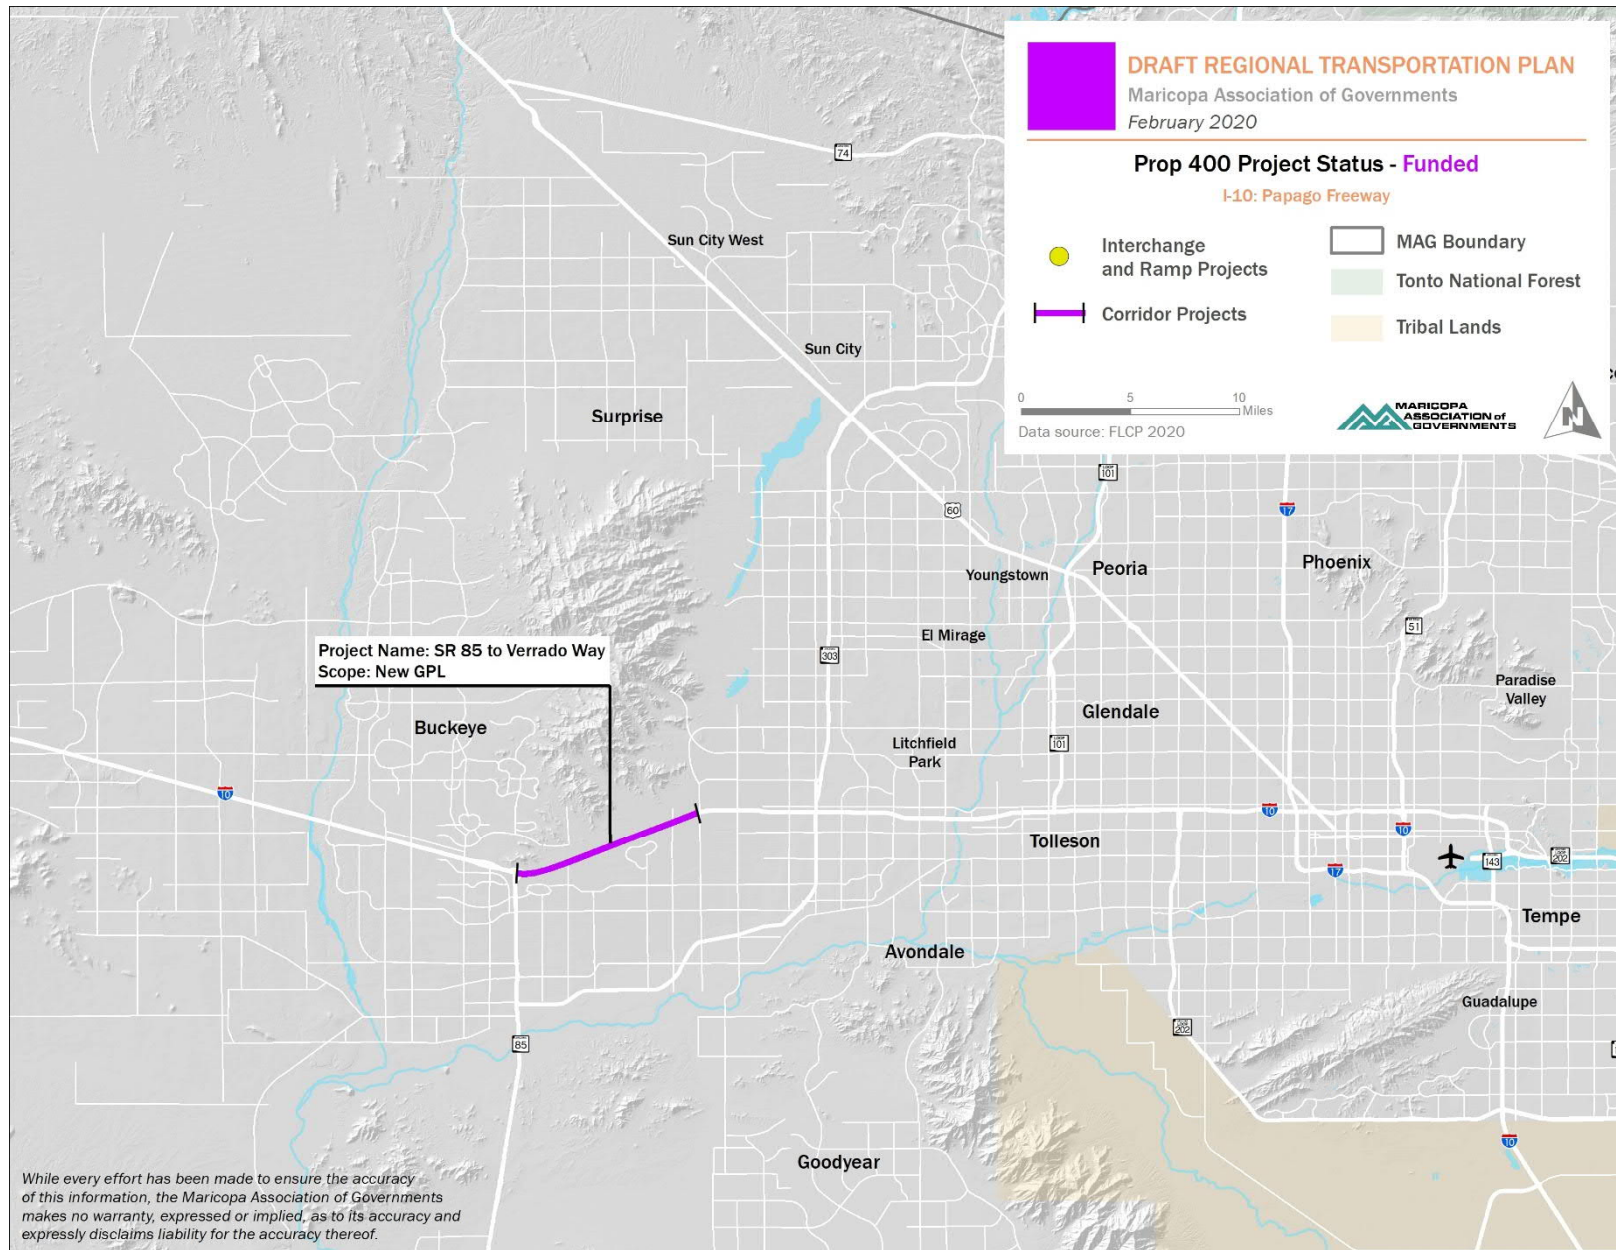 DRAFT REGIONAL TRANSPORTATION PLAN
Maricopa Association of Governments
February 2020
Prop 400 Project Status - Funded
I-10: Papago Freeway
Interchange
and Ramp Projects
Corridor Projects
MAG Boundary
Tonto National Forest
Tribal Lands
0 5 10 Miles
Data source: FLCP 2020
MARICOPA
ASSOCIATION of
GOVERNMENTS
N
74
Sun City West
Sun City
Surprise
LOOP
101
60
17
Youngstown
Peoria
Phoenix
51
El Mirage
303
Project Name: SR 85 to Verrado Way
Scope: New GPL
Paradise
Valley
Glendale
Buckeye
Litchfield
Park
101
10
10
10
Tolleson
143
202
17
Tempe
Avondale
Guadalupe
202
85
10
Goodyear
While every effort has been made to ensure the accuracy
of this information, the Maricopa Association of Governments
makes no warranty, expressed or implied, as to its accuracy and
expressly disclaims liability for the accuracy thereof.